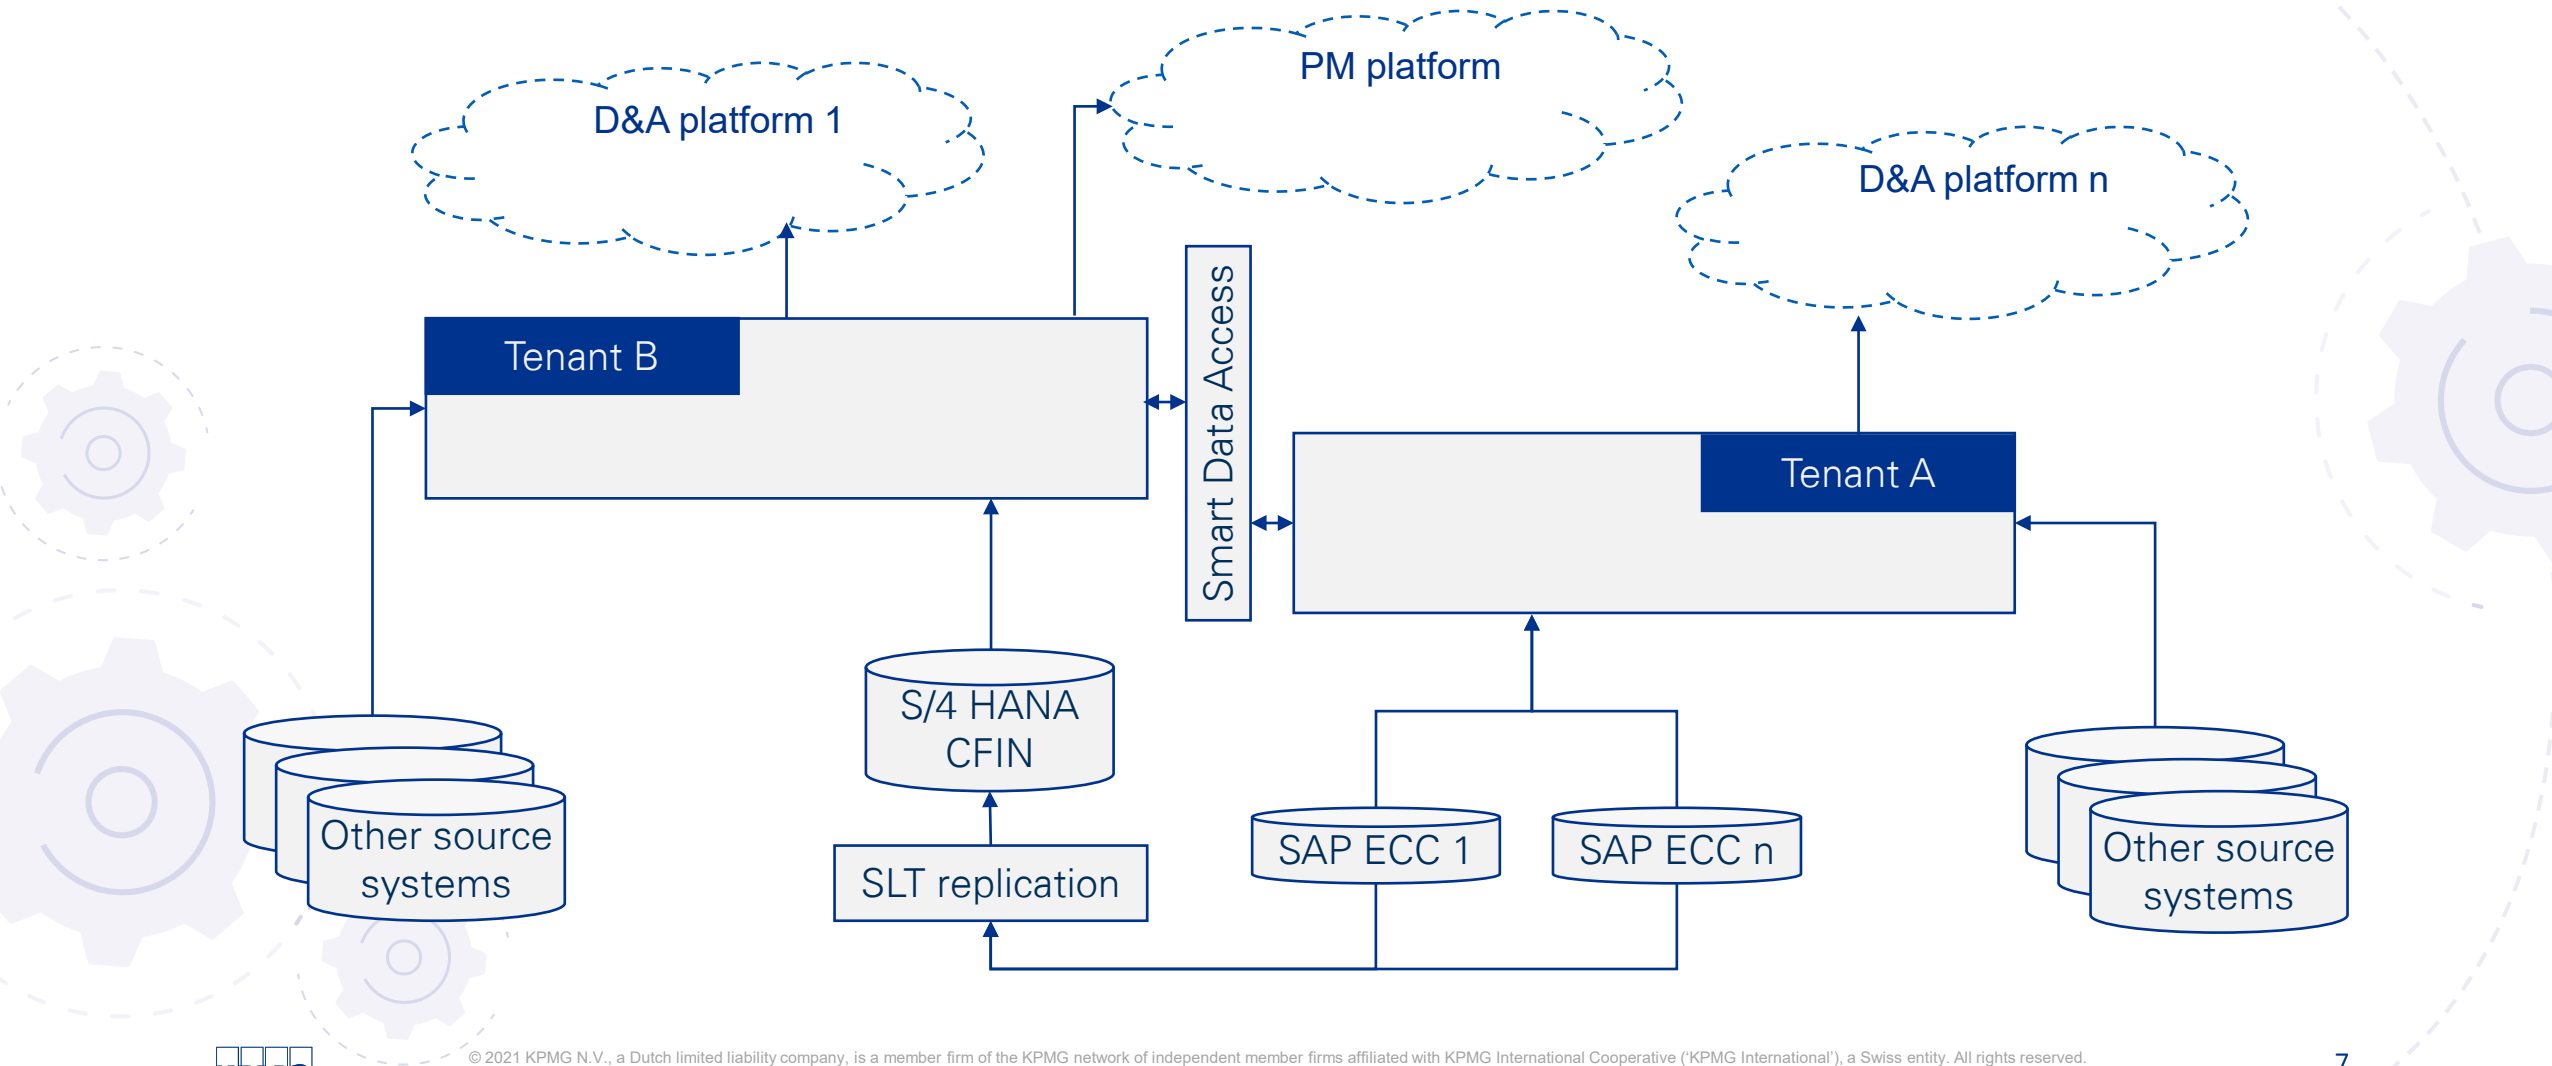 PM platform
D&A platform 1
D&A platform n
Smart Data Access
Tenant B
Tenant A
S/4 HANA
CFIN
Other source
systems
SLT replication
SAP ECC 1
SAP ECC n
Other source
systems
© 2021 KPMG N.V., a Dutch limited liability company, is a member firm of the KPMG network of independent member firms affiliated with KPMG International Cooperative (‘KPMG International’), a Swiss entity. All rights reserved.
7